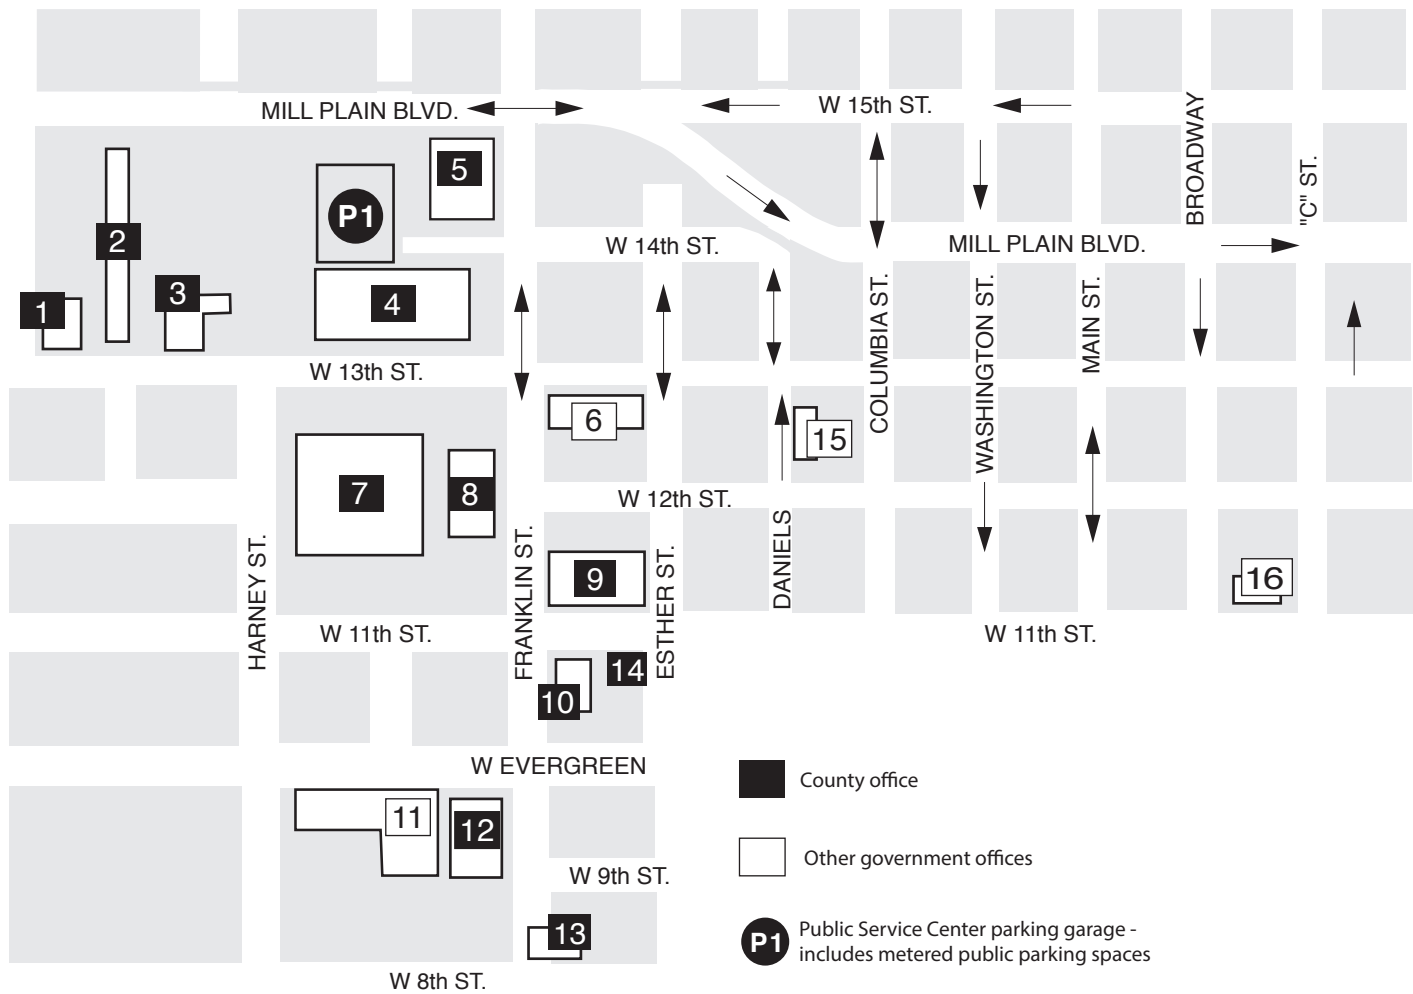 MILL PLAIN BLVD.
W 15th ST.
BROADWAY
"C" ST.
5
P1
2
W 14th ST.
MILL PLAIN BLVD.
1
3
4
COLUMBIA ST.
WASHINGTON ST.
MAIN ST.
W 13th ST.
6
15
7
8
W 12th ST.
HARNEY ST.
FRANKLIN ST.
9
ESTHER ST.
DANIELS
16
W 11th ST.
W 11th ST.
14
10
W EVERGREEN
11
12
W 9th ST.
13
W 8th ST.
County office
Other government offices
P1
Public Service Center parking garage -
includes metered public parking spaces